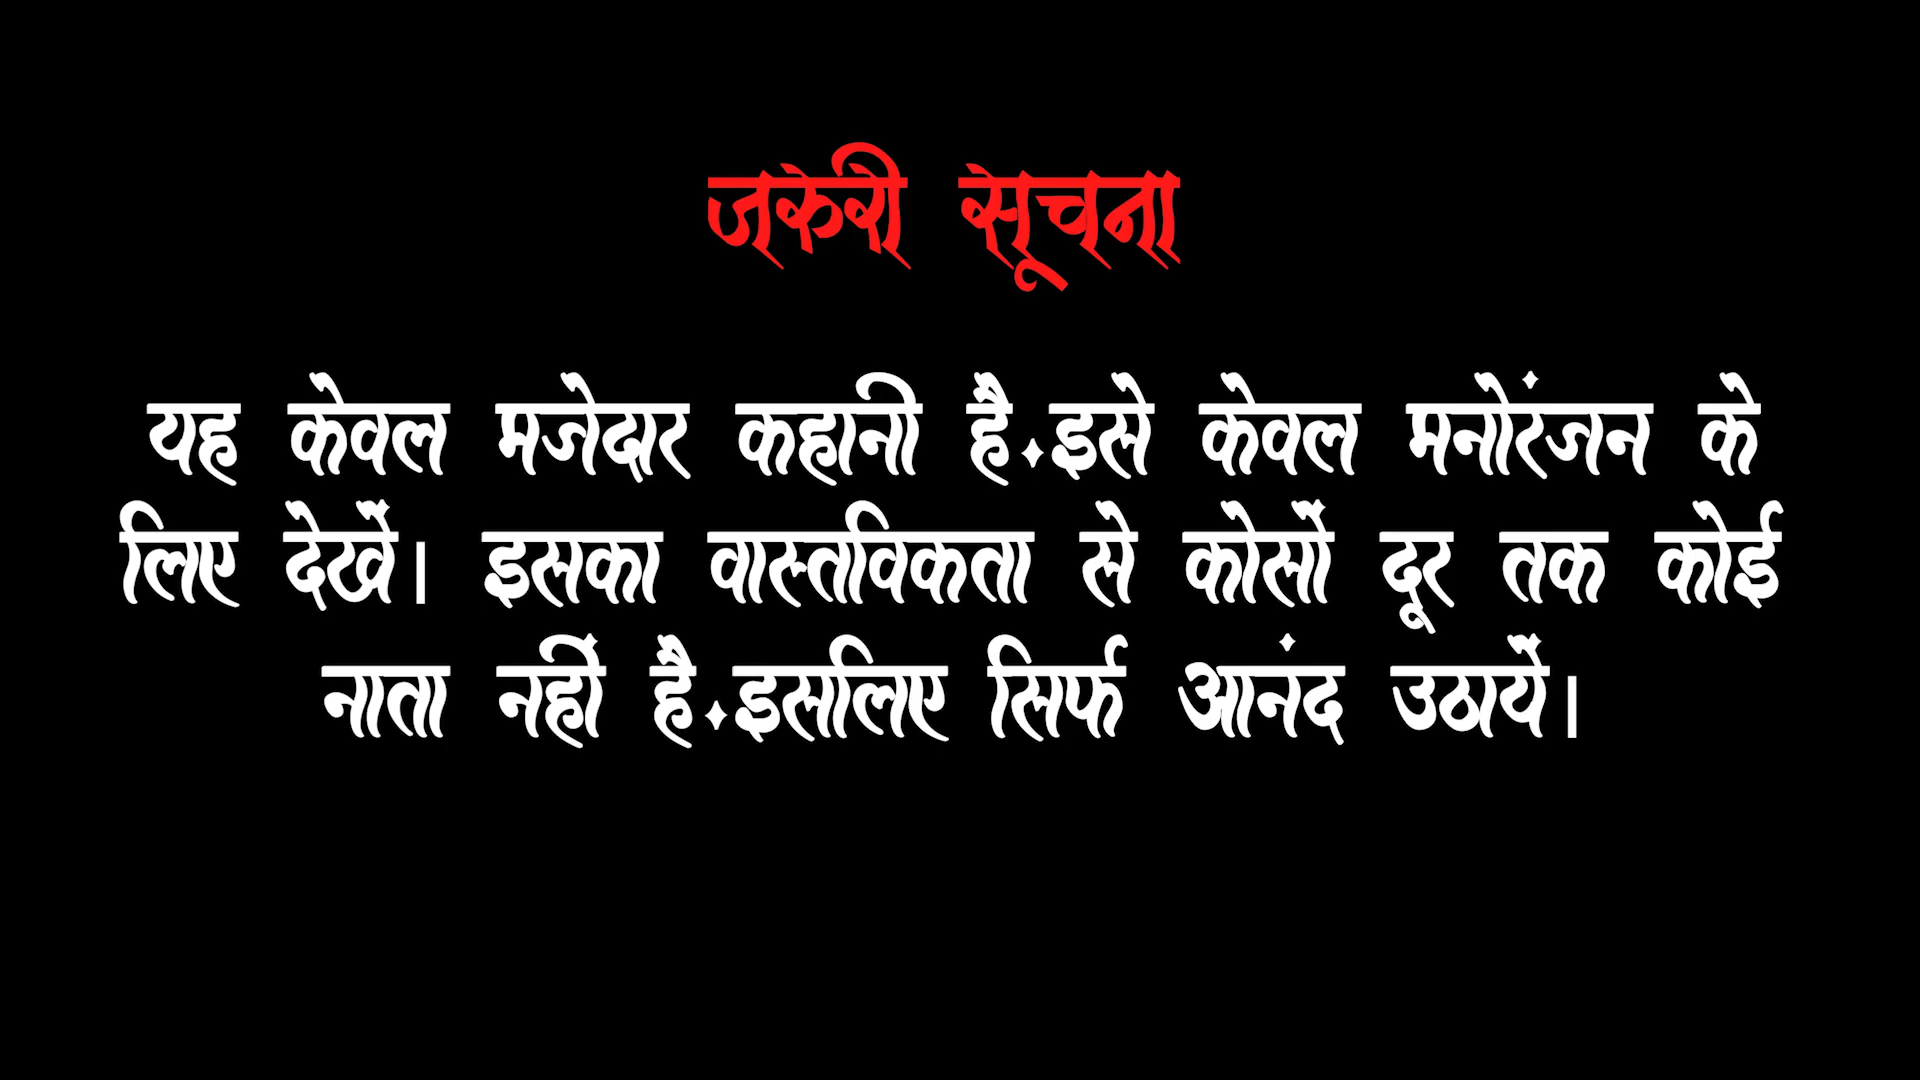 जरुरी सूचना
यह केवल मजेदार कहानी है.इसे केवल मनोरंजन के
लिए देखें। इसका वास्तविकता से कोसों दूर तक कोई
नाता नहीं है.इसलिए सिर्फ आनंद उठायें।